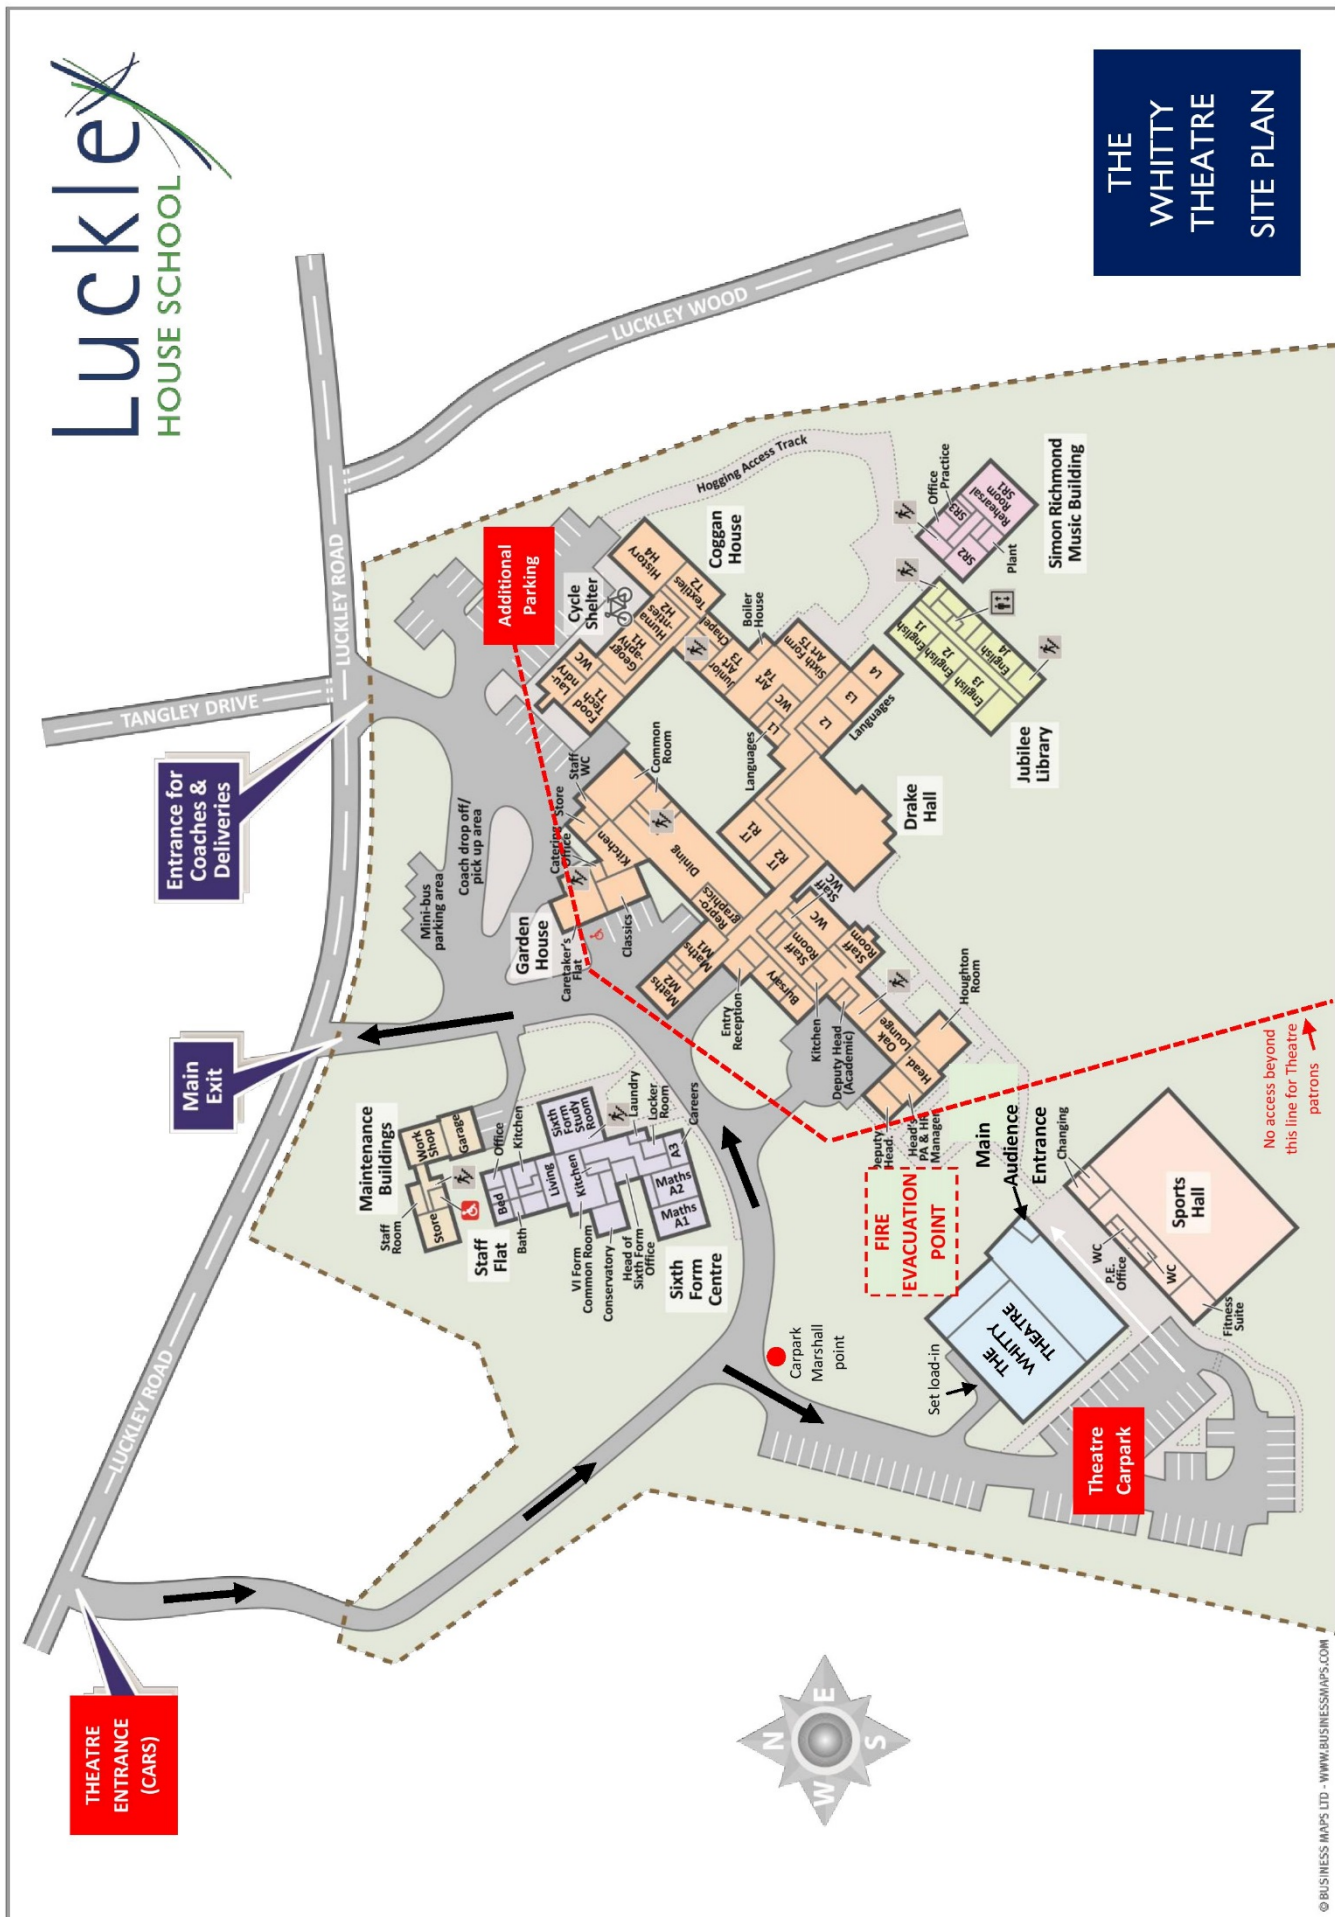 Luckley
HOUSE SCHOOL
THE
WHITTY
THEATRE
SITE PLAN
THEATRE
ENTRANCE
(CARS)
LUCKLEY ROAD
Main
Exit
Entrance for
Coaches &
Deliveries
TANGLEY DRIVE
LUCKLEY ROAD
LUCKLEY WOOD
Mini-bus
parking area
Coach drop off/
pick up area
Additional
Parking
Cycle
Shelter
Coggan
House
Hogging Access Track
History
H4
Textiles
T2
Huma
-nities
H2
Geogr
-aphy
H1
WC
Lau-
ndry
Food
Tech
T1
Chapel
Junior
Art
T3
Boiler
House
Art
T4
Sixth Form
Art T5
WC
L1
L2
L3
L4
Languages
Languages
Garden
House
Caretaker's
Flat
Classics
Catering
Office
Store
Staff
WC
Kitchen
Common
Room
Dining
Repro-
graphics
Maths
M1
Maths
M2
IT
R1
IT
R2
Drake
Hall
Staff
WC
WC
Staff
Room
Staff
Room
Entry
Reception
Bursary
Kitchen
Deputy Head
(Academic)
Oak
Lounge
Houghton
Room
Head.
Head's
PA & HR
Manager
Deputy
Head.
Office
Practice
SR3
Rehearsal
Room
SR1
SR2
Plant
Simon Richmond
Music Building
English
J1
English
J2
English
J3
English
J4
Jubilee
Library
Maintenance
Buildings
Work
Shop
Garage
Staff
Room
Store
Staff
Flat
Office
Kitchen
Bed
Bath
Living
Sixth
Form
Study
Room
Laundry
Locker
Room
Careers
Kitchen
A3
Maths
A2
Maths
A1
VI Form
Common Room
Conservatory
Head of
Sixth Form
Office
Sixth
Form
Centre
Carpark
Marshall
point
FIRE
EVACUATION
POINT
Main
Audience
Entrance
Set load-in
THE
WHITTY
THEATRE
Theatre
Carpark
Changing
Sports
Hall
WC
P.E.
Office
WC
Fitness
Suite
No access beyond
this line for Theatre
patrons
N
E
S
W
© BUSINESS MAPS LTD - WWW.BUSINESSMAPS.COM